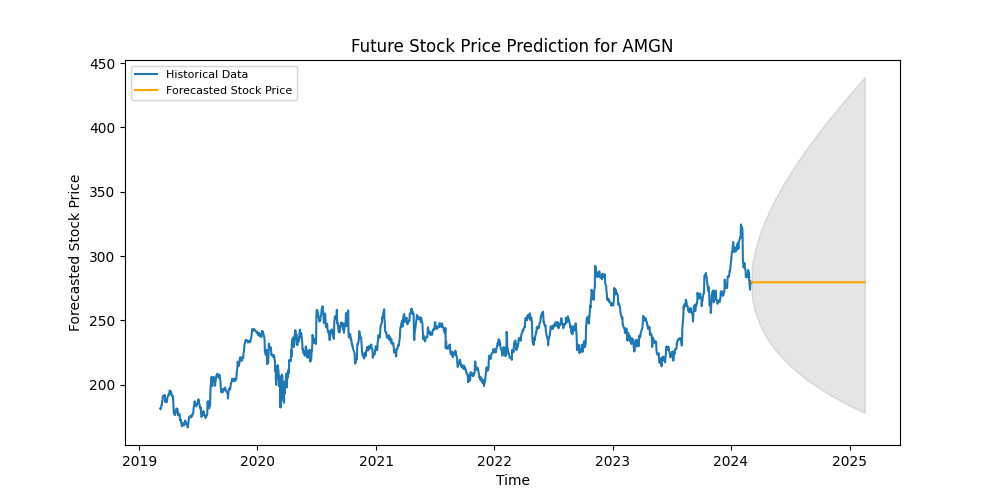 Future Stock Price Prediction for AMGN
Historical Data
Forecasted Stock Price
450
400
350
300
250
200
Forecasted Stock Price
2019 2020 2021 2022 2023 2024 2025
Time